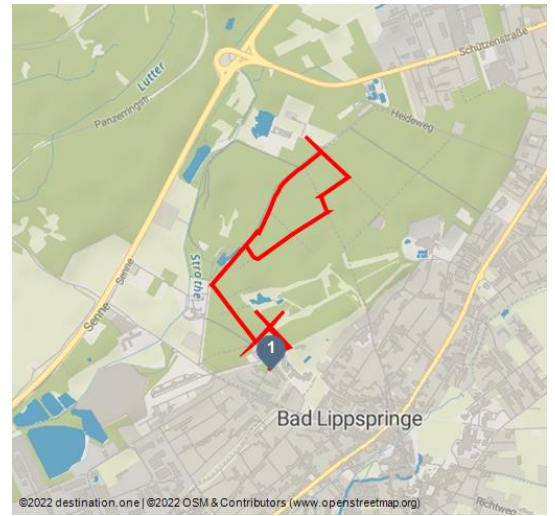 Lutter
Panzerringstr.
Schützenstraße
Heideweg
Strothe
Senne
Senne
1
Bad Lippspringe
Richtweg
©2022 destination.one | ©2022 OSM & Contributors (www.openstreetmap.org)